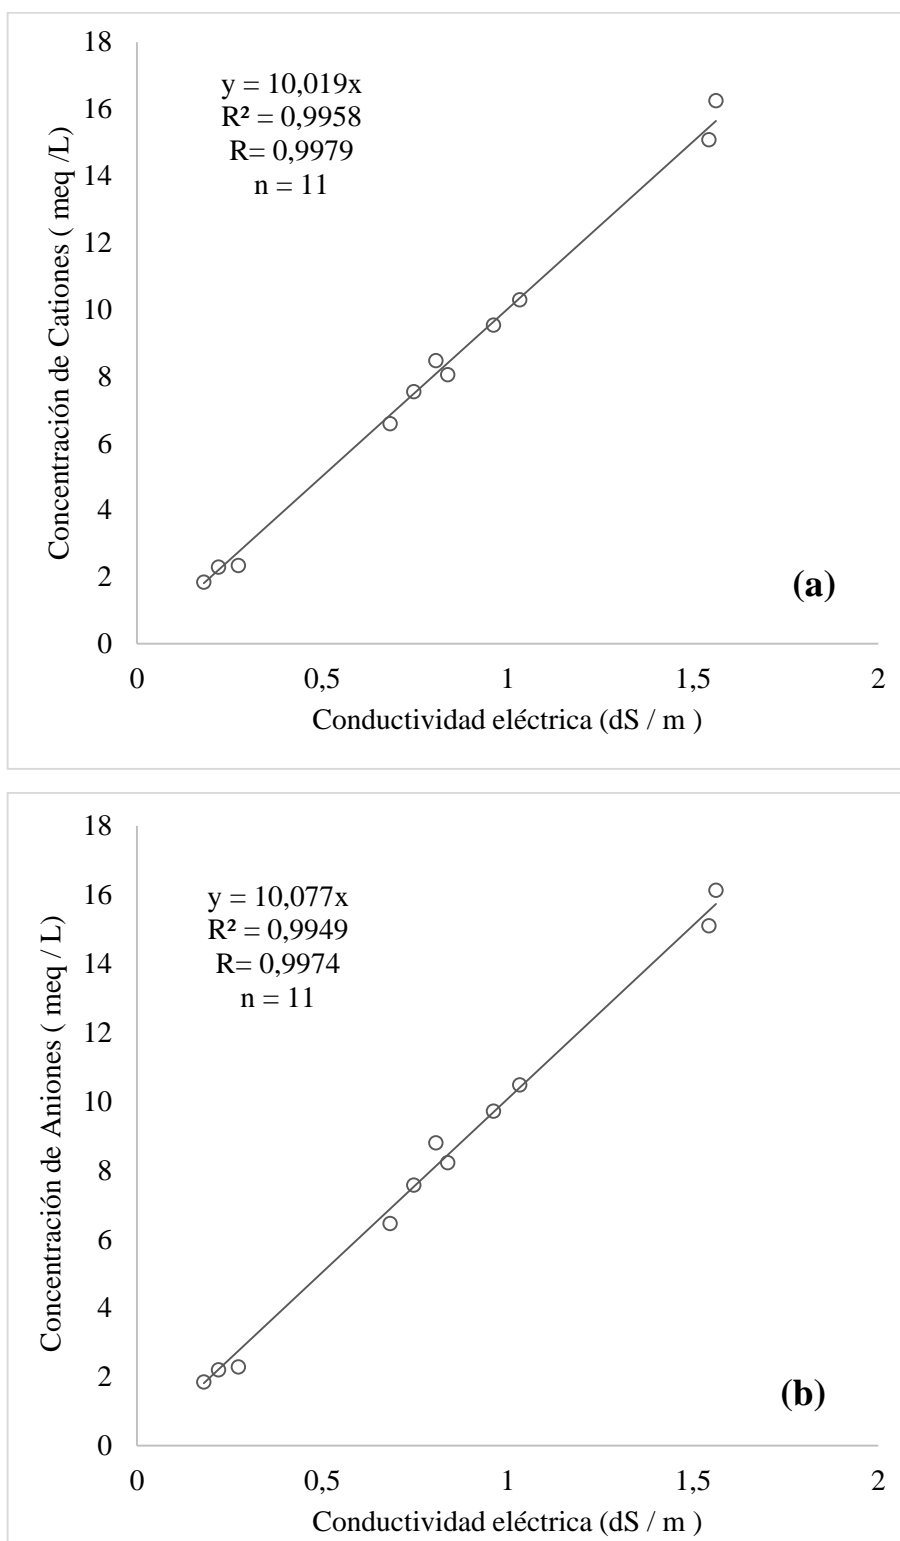 18
16
14
12
10
8
6
4
2
0
y = 10,019x
R² = 0,9958
R= 0,9979
n = 11
Concentración de Cationes ( meq /L)
(a)
0 0,5 1 1,5 2
Conductividad eléctrica (dS / m )
18
16
14
12
10
8
6
4
2
0
y = 10,077x
R² = 0,9949
R= 0,9974
n = 11
Concentración de Aniones ( meq / L)
(b)
0 0,5 1 1,5 2
Conductividad eléctrica (dS / m )